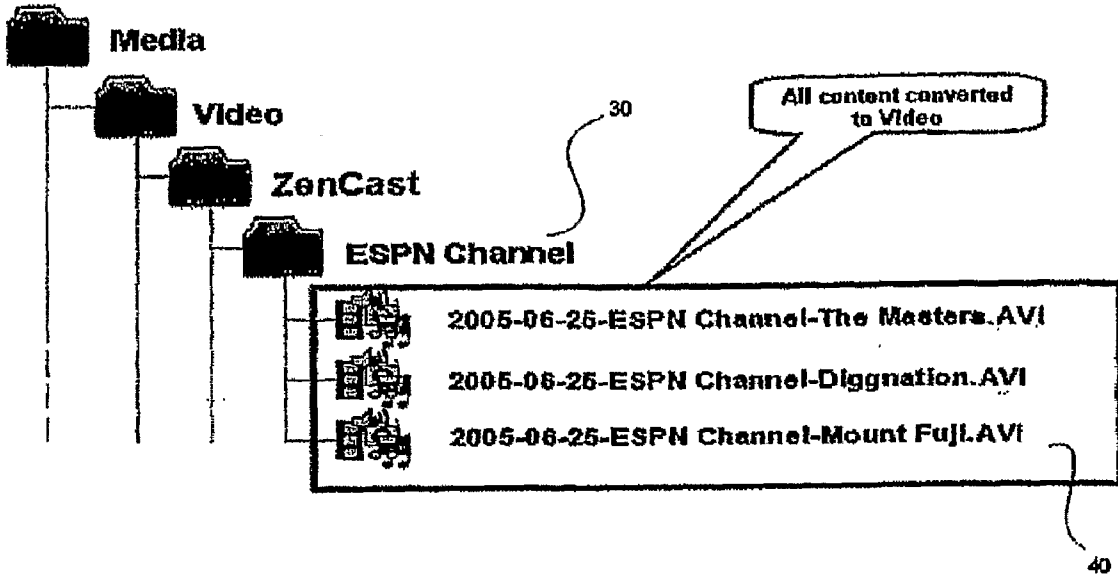 Media
Video
30
All content converted
to Video
ZenCast
ESPN Channel
2005-06-25-ESPN Channel-The Masters.AVI
2005-06-25-ESPN Channel-Diggnation.AVI
2005-06-25-ESPN Channel-Mount Fuji.AVI
40